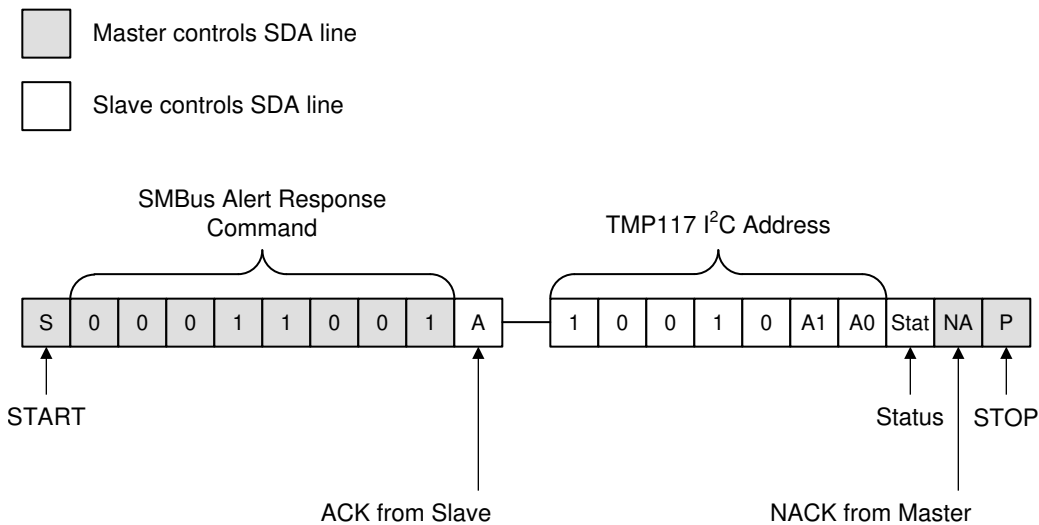 Master controls SDA line
Slave controls SDA line
SMBus Alert Response
Command
TMP117 I²C Address
S 0 0 0 1 1 0 0 1 A 1 0 0 1 0 A1 A0 Stat NA P
START
Status
STOP
ACK from Slave
NACK from Master